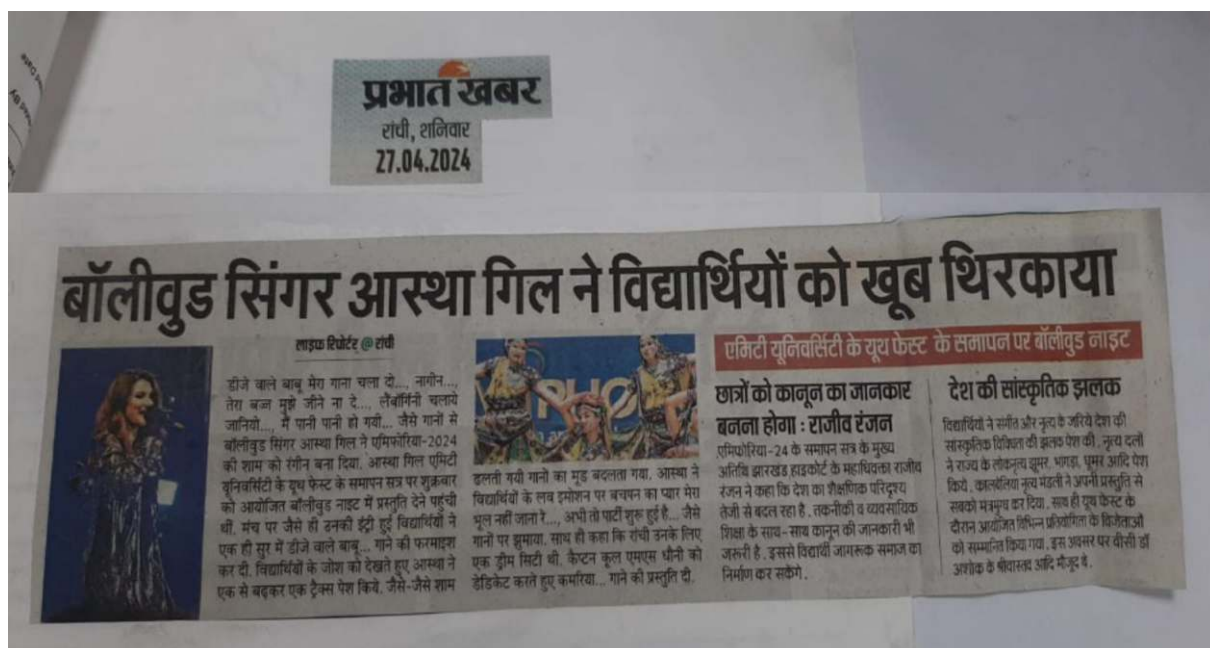 प्रभात खबर
रांची, शनिवार
27.04.2024
बॉलीवुड सिंगर आस्था गिल ने विद्यार्थियों को खूब थिरकाया
लाइफ रिपोर्टर @ रांची
डीजे वाले बाबू मेरा गाना चला दो..., नागीन...,
तेरा बज्ज मुझे जीने ना दे..., लैंबॉर्गिनी चलाये
जानियो..., मैं पानी पानी हो गयी... जैसे गानों से
बॉलीवुड सिंगर आस्था गिल ने एमिफोरिया-2024
की शाम को रंगीन बना दिया. आस्था गिल एमिटी
यूनिवर्सिटी के यूथ फेस्ट के समापन सत्र पर शुक्रवार
को आयोजित बॉलीवुड नाइट में प्रस्तुति देने पहुंची
थीं. मंच पर जैसे ही उनकी इंट्री हुई विद्यार्थियों ने
एक ही सुर में डीजे वाले बाबू... गाने की फरमाइश
कर दी. विद्यार्थियों के जोश को देखते हुए आस्था ने
एक से बढ़कर एक ट्रैक्स पेश किये. जैसे-जैसे शाम
ढलती गयी गानों का मूड बदलता गया. आस्था ने
विद्यार्थियों के लव इमोशन पर बचपन का प्यार मेरा
भूल नहीं जाना रे..., अभी तो पार्टी शुरू हुई है... जैसे
गानों पर झुमाया. साथ ही कहा कि रांची उनके लिए
एक ड्रीम सिटी थी. कैप्टन कूल एमएस धौनी को
डेडिकेट करते हुए कमरिया... गाने की प्रस्तुति दी.
एमिटी यूनिवर्सिटी के यूथ फेस्ट के समापन पर बॉलीवुड नाइट
छात्रों को कानून का जानकार
बनना होगा : राजीव रंजन
एमिफोरिया-24 के समापन सत्र के मुख्य
अतिथि झारखंड हाइकोर्ट के महाधिवक्ता राजीव
रंजन ने कहा कि देश का शैक्षणिक परिदृश्य
तेजी से बदल रहा है. तकनीकी व व्यवसायिक
शिक्षा के साथ-साथ कानून की जानकारी भी
जरूरी है. इससे विद्यार्थी जागरूक समाज का
निर्माण कर सकेंगे.
देश की सांस्कृतिक झलक
विद्यार्थियों ने संगीत और नृत्य के जरिये देश की
सांस्कृतिक विविधता की झलक पेश की. नृत्य दलों
ने राज्य के लोकनृत्य झुमर, भांगड़ा, घूमर आदि पेश
किये. कालबेलिया नृत्य मंडली ने अपनी प्रस्तुति से
सबको मंत्रमुग्ध कर दिया. साथ ही यूथ फेस्ट के
दौरान आयोजित विभिन्न प्रतियोगिता के विजेताओं
को सम्मानित किया गया. इस अवसर पर वीसी डॉ
अशोक के श्रीवास्तव आदि मौजूद थे.